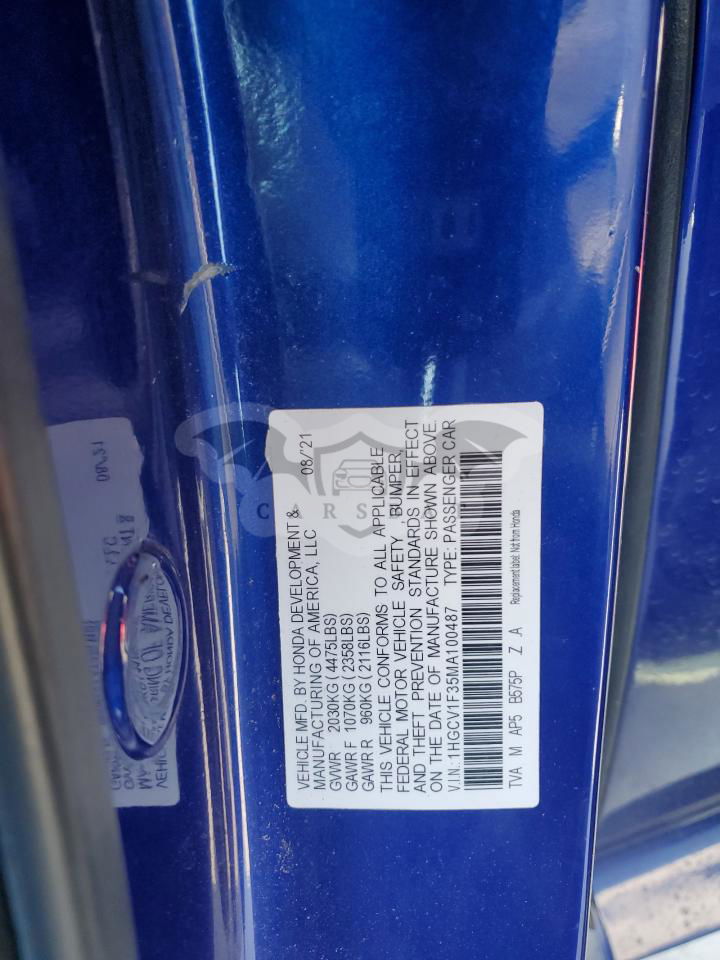 VEHICLE MFD. BY HONDA DEVELOPMENT &
MANUFACTURING OF AMERICA, LLC 08/'21
GVWR 2030KG ( 4475LBS)
GAWR F 1070KG ( 2358LBS)
GAWR R 960KG ( 2116LBS)
THIS VEHICLE CONFORMS TO ALL APPLICABLE
FEDERAL MOTOR VEHICLE SAFETY , BUMPER,
AND THEFT PREVENTION STANDARDS IN EFFECT
ON THE DATE OF MANUFACTURE SHOWN ABOVE.
V.I.N.: 1HGCV1F35MA100487 TYPE: PASSENGER CAR
TVA M AP5 B575P Z A Replacement label. Not from Honda